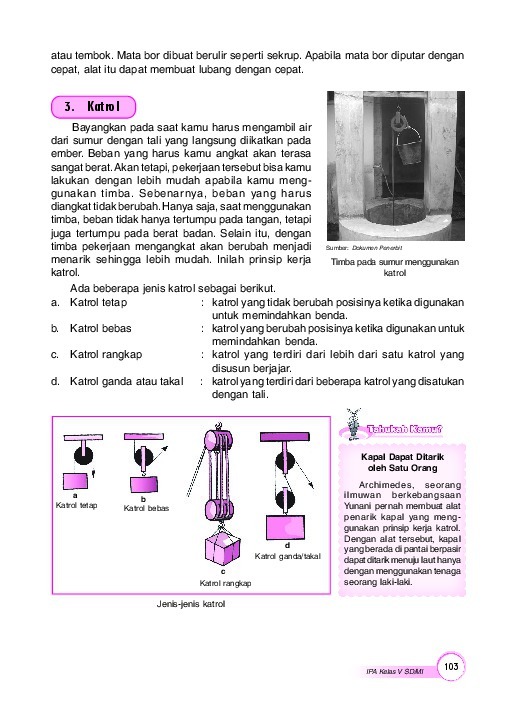 atau tembok. Mata bor dibuat berulir seperti sekrup. Apabila mata bor diputar dengan
cepat, alat itu dapat membuat lubang dengan cepat.
3. Katrol
Bayangkan pada saat kamu harus mengambil air
dari sumur dengan tali yang langsung diikatkan pada
ember. Beban yang harus kamu angkat akan terasa
sangat berat. Akan tetapi, pekerjaan tersebut bisa kamu
lakukan dengan lebih mudah apabila kamu meng-
gunakan timba. Sebenarnya, beban yang harus
diangkat tidak berubah. Hanya saja, saat menggunakan
timba, beban tidak hanya tertumpu pada tangan, tetapi
juga tertumpu pada berat badan. Selain itu, dengan
timba pekerjaan mengangkat akan berubah menjadi
menarik sehingga lebih mudah. Inilah prinsip kerja
katrol.
Sumber: Dokumen Penerbit
Timba pada sumur menggunakan
katrol
Ada beberapa jenis katrol sebagai berikut.
a. Katrol tetap : katrol yang tidak berubah posisinya ketika digunakan
untuk memindahkan benda.
b. Katrol bebas : katrol yang berubah posisinya ketika digunakan untuk
memindahkan benda.
c. Katrol rangkap : katrol yang terdiri dari lebih dari satu katrol yang
disusun berjajar.
d. Katrol ganda atau takal : katrol yang terdiri dari beberapa katrol yang disatukan
dengan tali.
a
Katrol tetap
b
Katrol bebas
c
Katrol rangkap
d
Katrol ganda/takal
Jenis-jenis katrol
Tahukah Kamu?
Kapal Dapat Ditarik
oleh Satu Orang
Archimedes, seorang
ilmuwan berkebangsaan
Yunani pernah membuat alat
penarik kapal yang meng-
gunakan prinsip kerja katrol.
Dengan alat tersebut, kapal
yang berada di pantai berpasir
dapat ditarik menuju laut hanya
dengan menggunakan tenaga
seorang laki-laki.
IPA Kelas V SD/MI 103